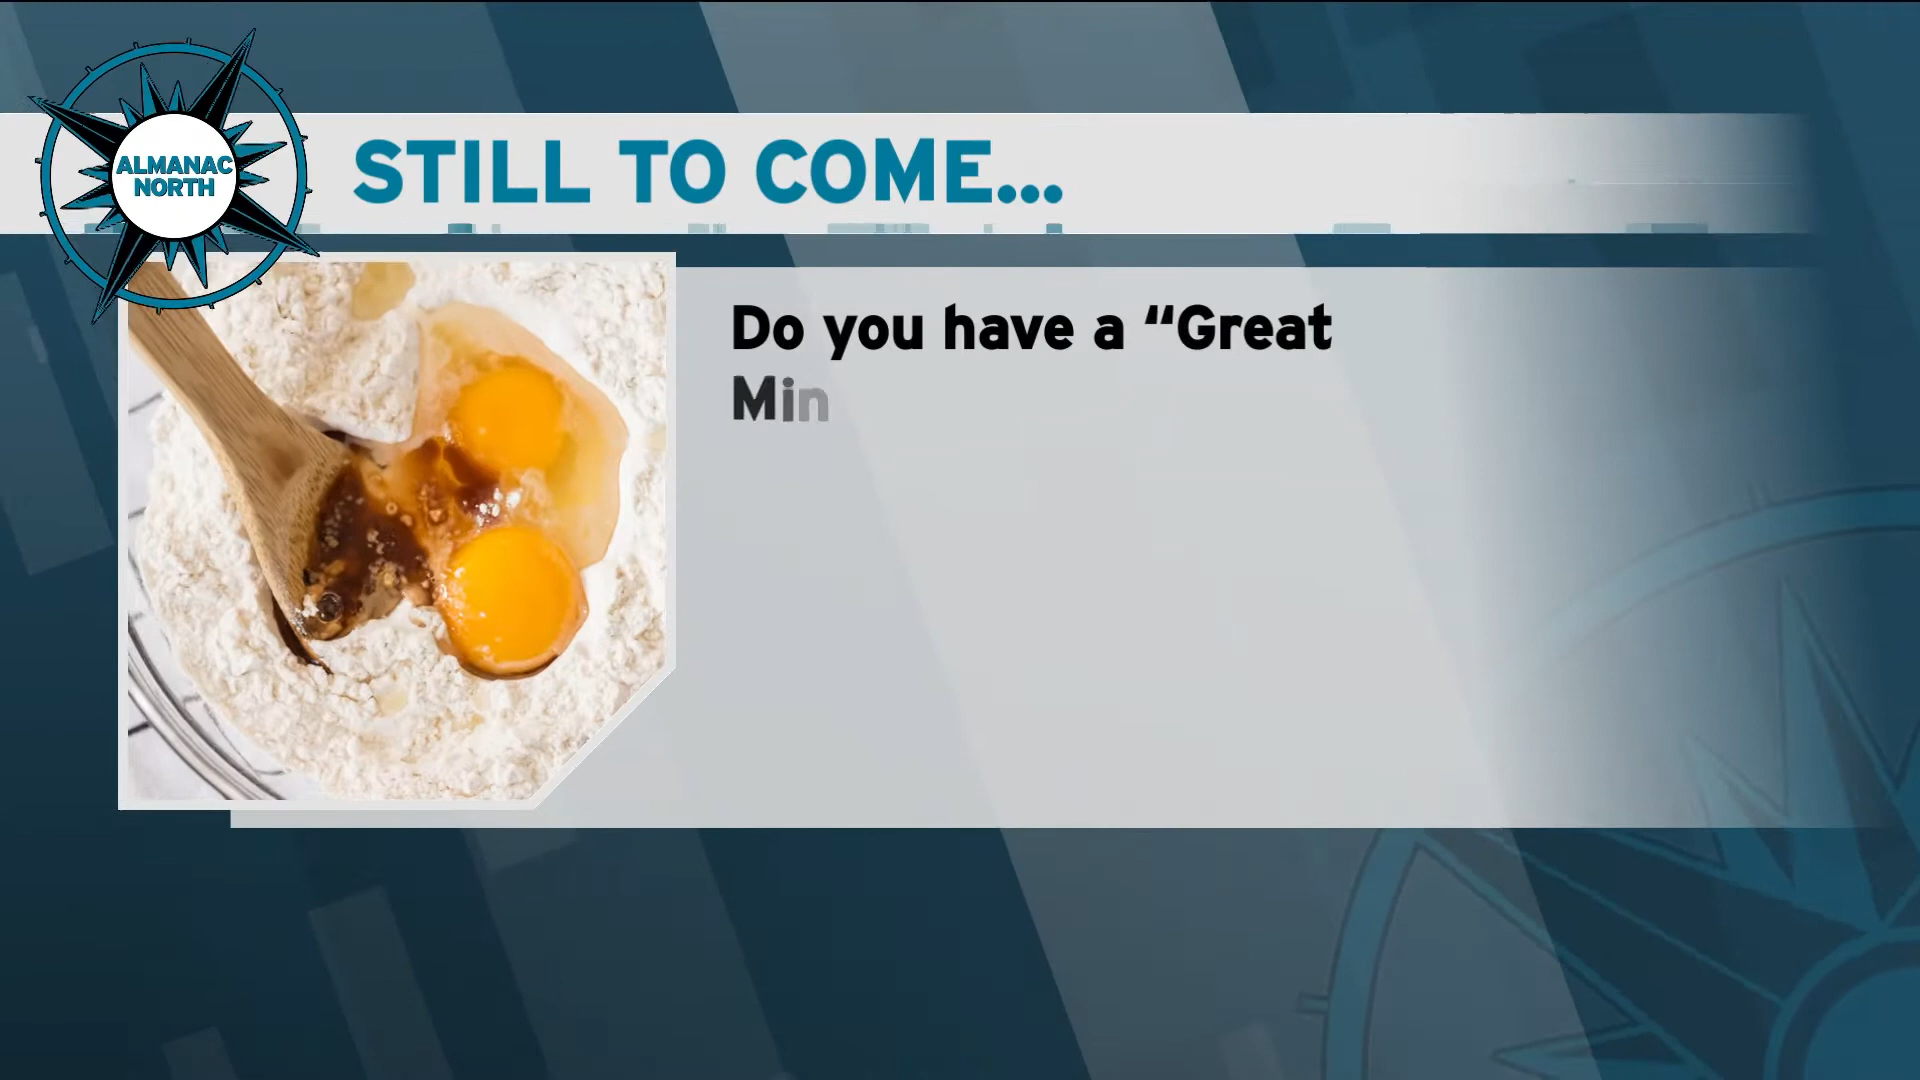 ALMANAC
NORTH
STILL TO COME...
Do you have a “Great
Min